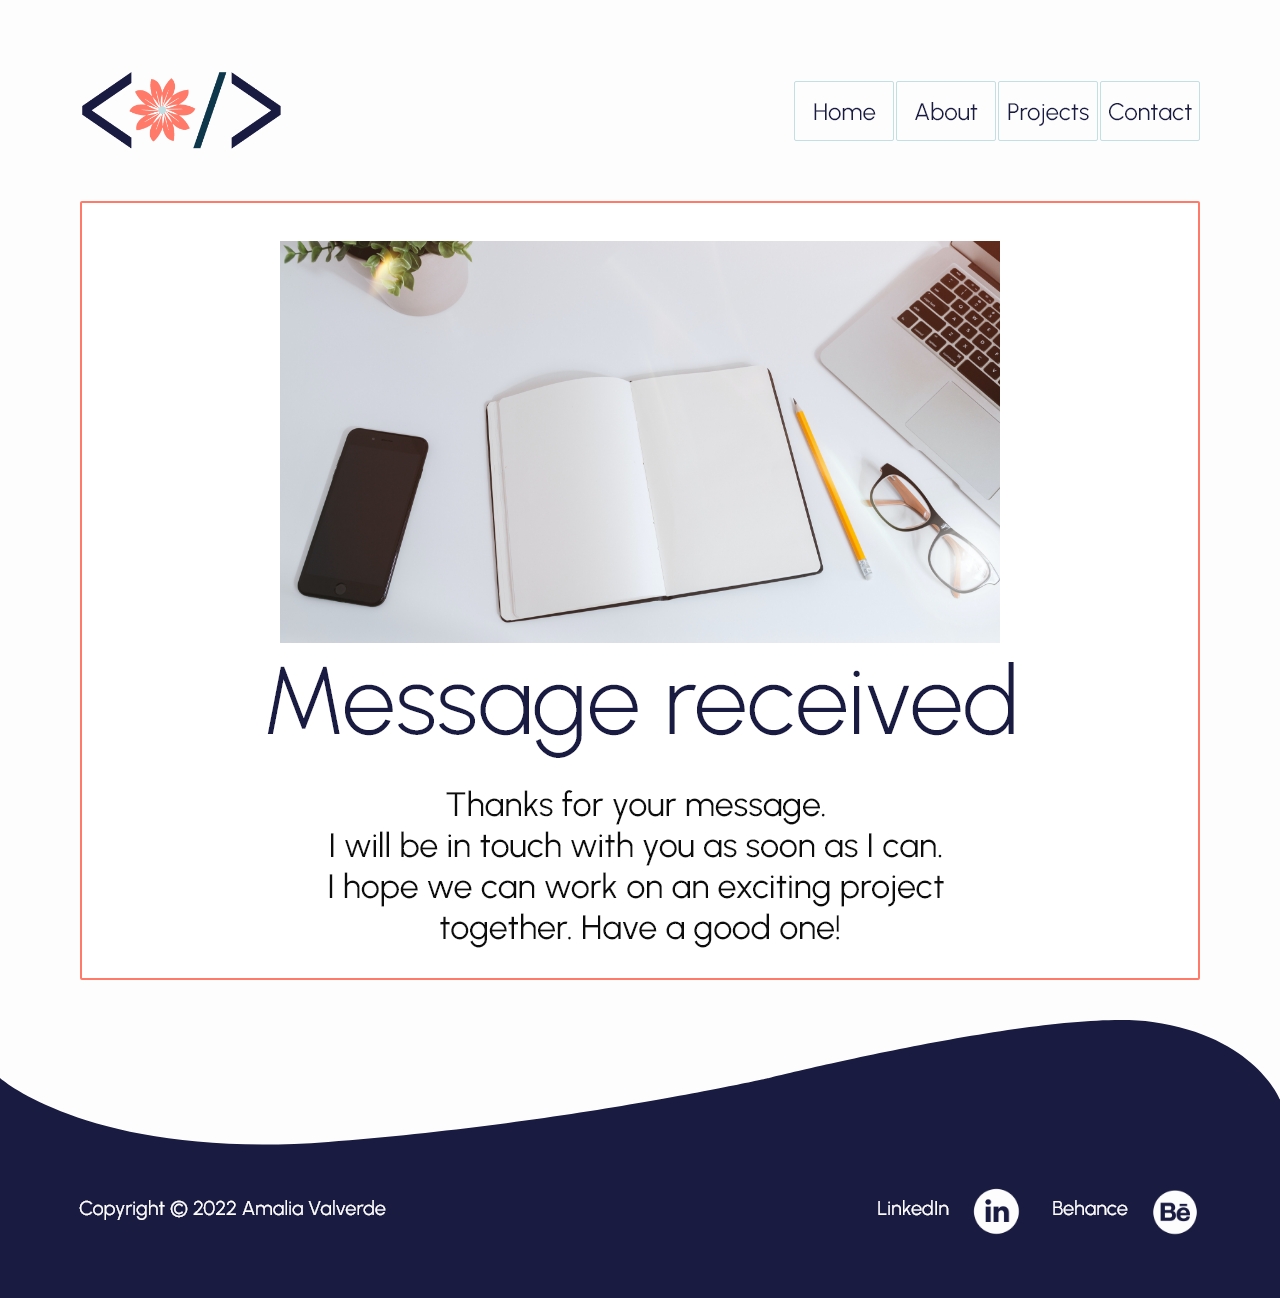 Home About Projects Contact
Message received
Thanks for your message.
I will be in touch with you as soon as I can.
I hope we can work on an exciting project
together. Have a good one!
Copyright © 2022 Amalia Valverde
LinkedIn in Behance Bē